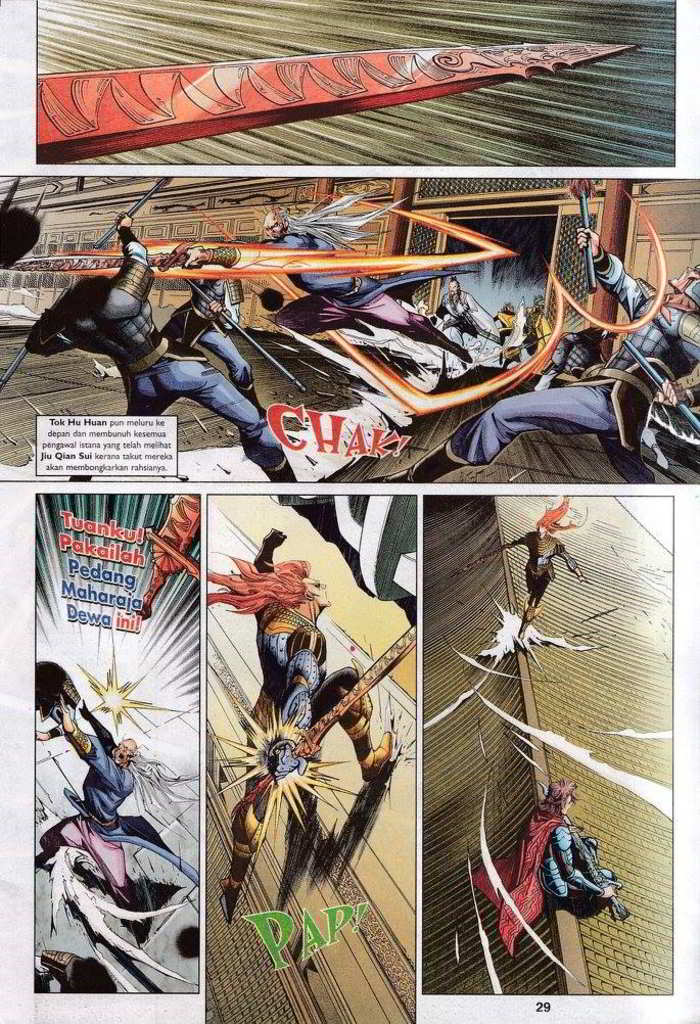 CHAK!
Tok Hu Huan pun meluru ke
depan dan membunuh kesemua
pengawal istana yang telah melihat
Jiu Qian Sui kerana takut mereka
akan membongkarkan rahsianya.
Tuanku!
Pakailah
Pedang
Maharaja
Dewa ini!
PAP!
29